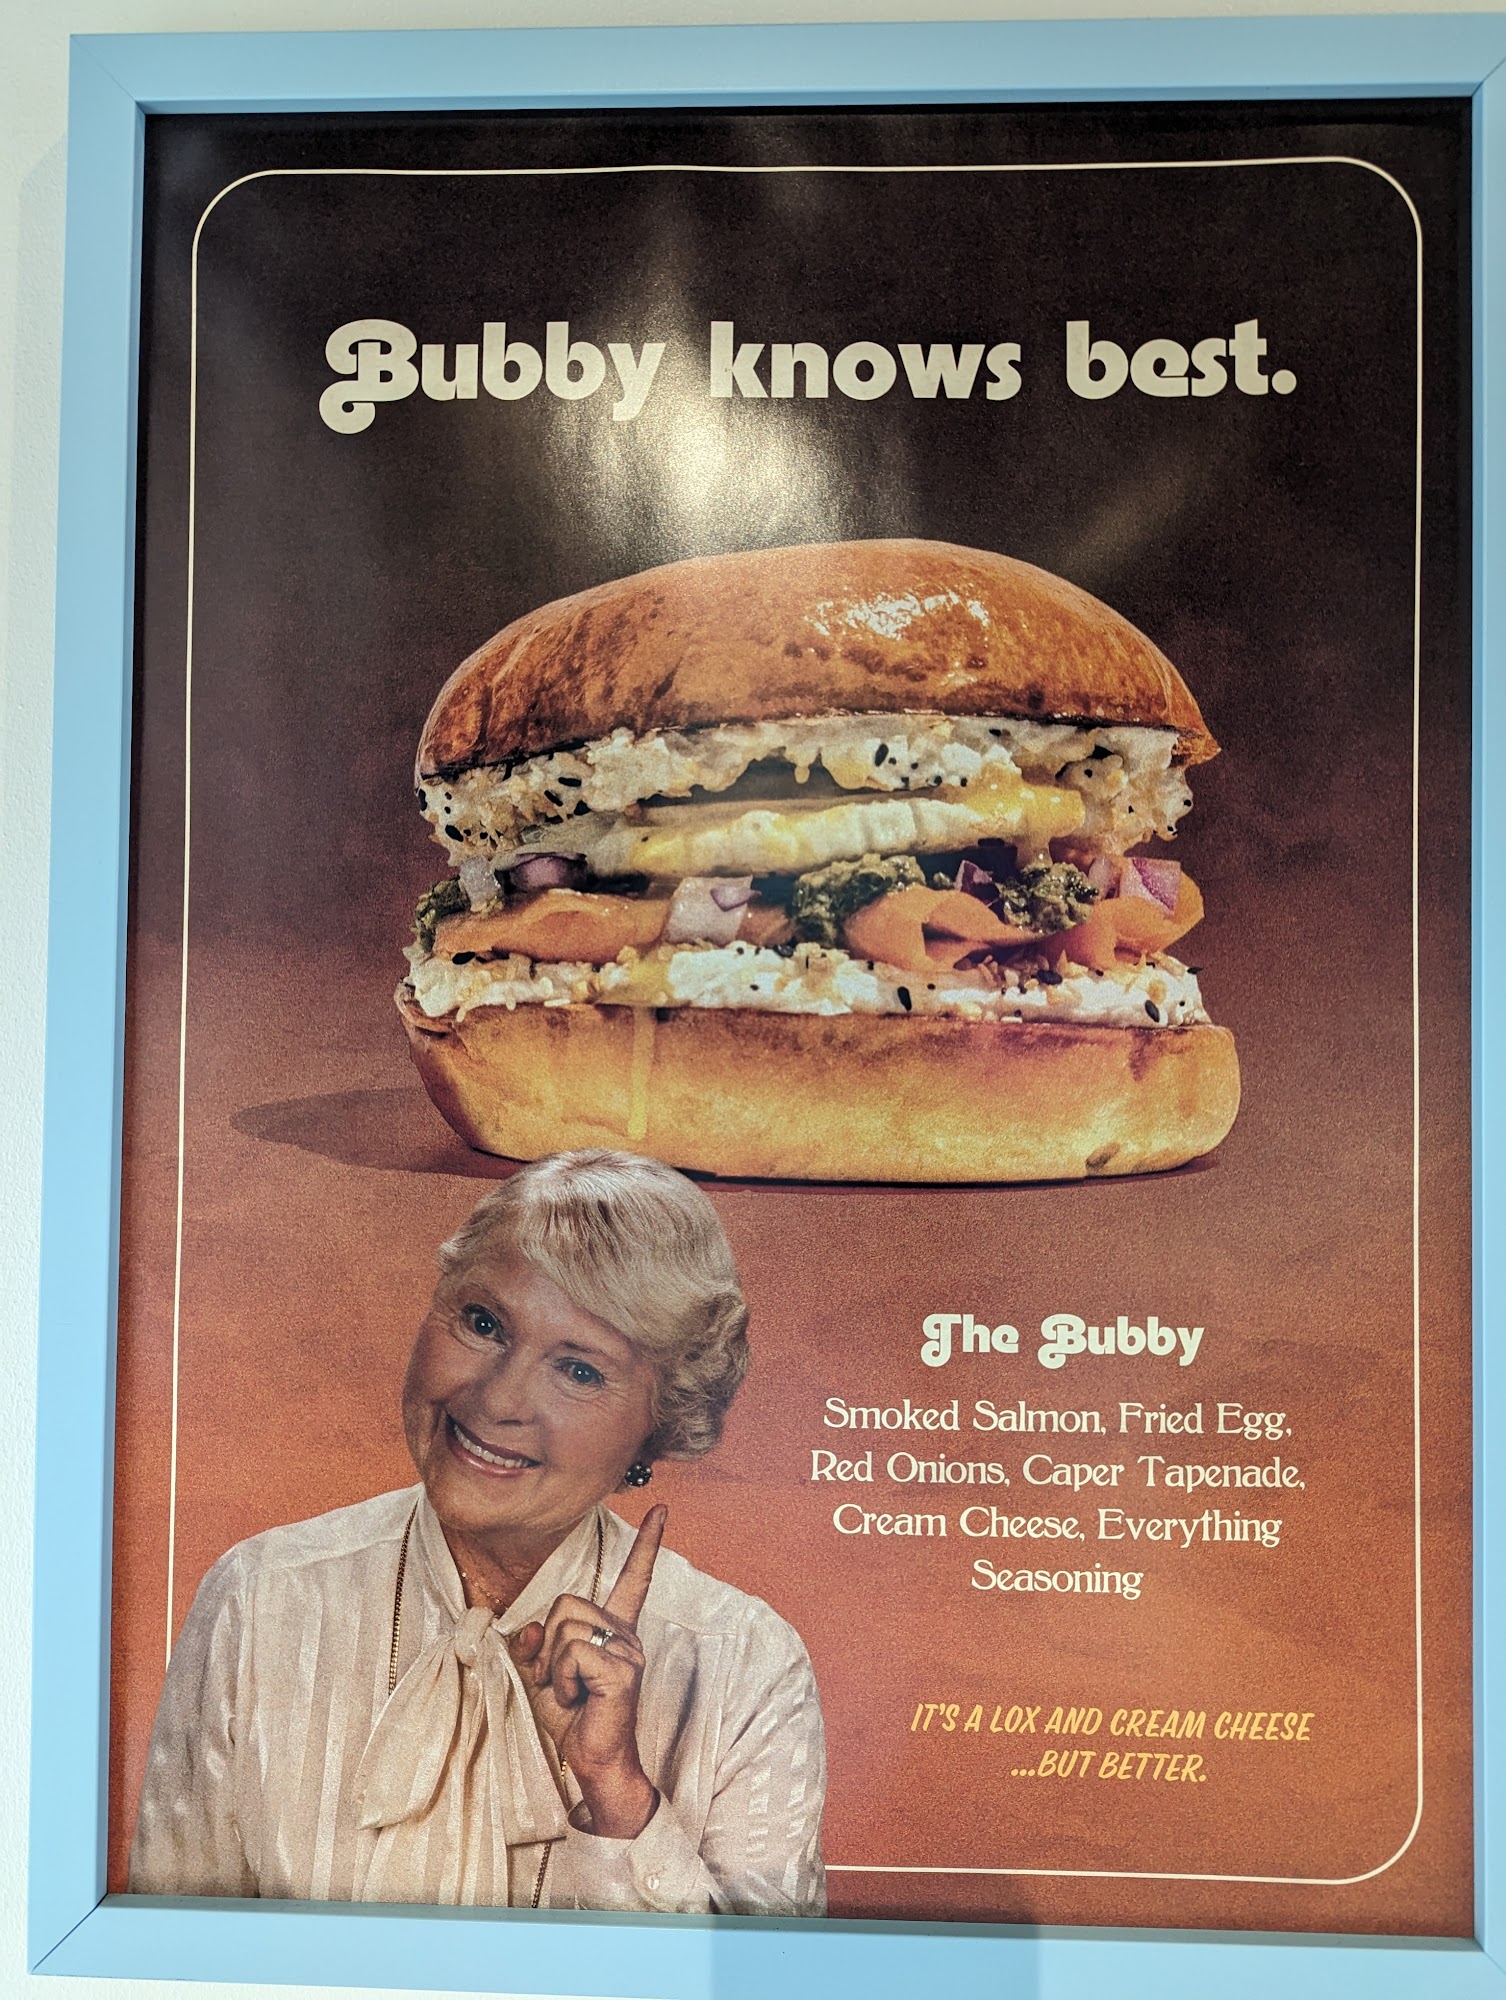 Bubby knows best.
The Bubby
Smoked Salmon, Fried Egg,
Red Onions, Caper Tapenade,
Cream Cheese, Everything
Seasoning
IT'S A LOX AND CREAM CHEESE
...BUT BETTER.